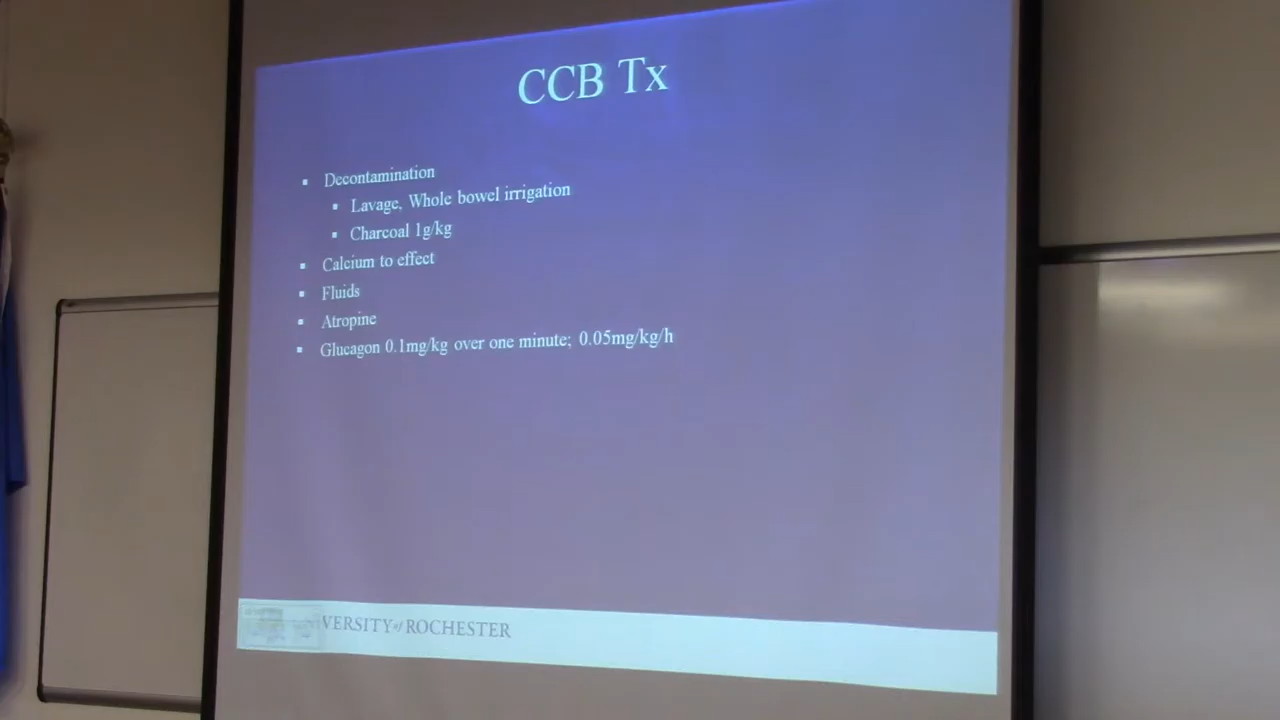 CCB Tx
Decontamination
Lavage, Whole bowel irrigation
Charcoal 1g/kg
Calcium to effect
Fluids
Atropine
Glucagon 0.1mg/kg over one minute; 0.05mg/kg/h
VERSITY of ROCHESTER